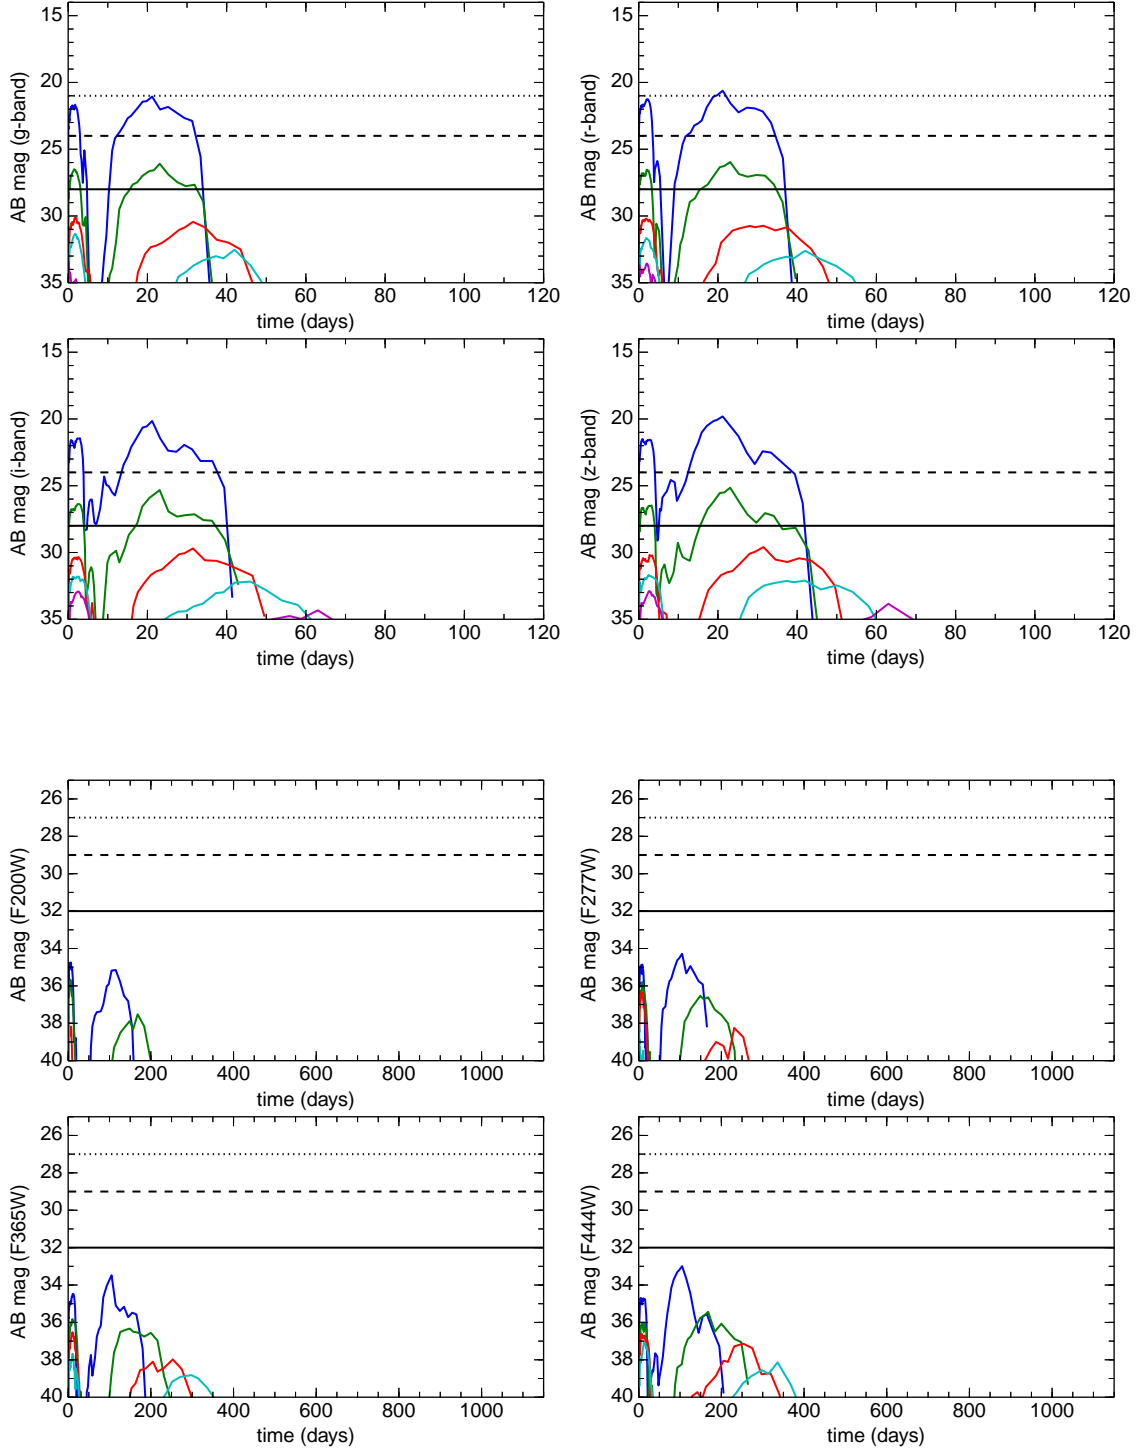 AB mag (g-band)
15
20
25
30
35
0 20 40 60 80 100 120
time (days)
AB mag (r-band)
15
20
25
30
35
0 20 40 60 80 100 120
time (days)
AB mag (i-band)
15
20
25
30
35
0 20 40 60 80 100 120
time (days)
AB mag (z-band)
15
20
25
30
35
0 20 40 60 80 100 120
time (days)
AB mag (F200W)
26
28
30
32
34
36
38
40
0 200 400 600 800 1000
time (days)
AB mag (F277W)
26
28
30
32
34
36
38
40
0 200 400 600 800 1000
time (days)
AB mag (F365W)
26
28
30
32
34
36
38
40
0 200 400 600 800 1000
time (days)
AB mag (F444W)
26
28
30
32
34
36
38
40
0 200 400 600 800 1000
time (days)